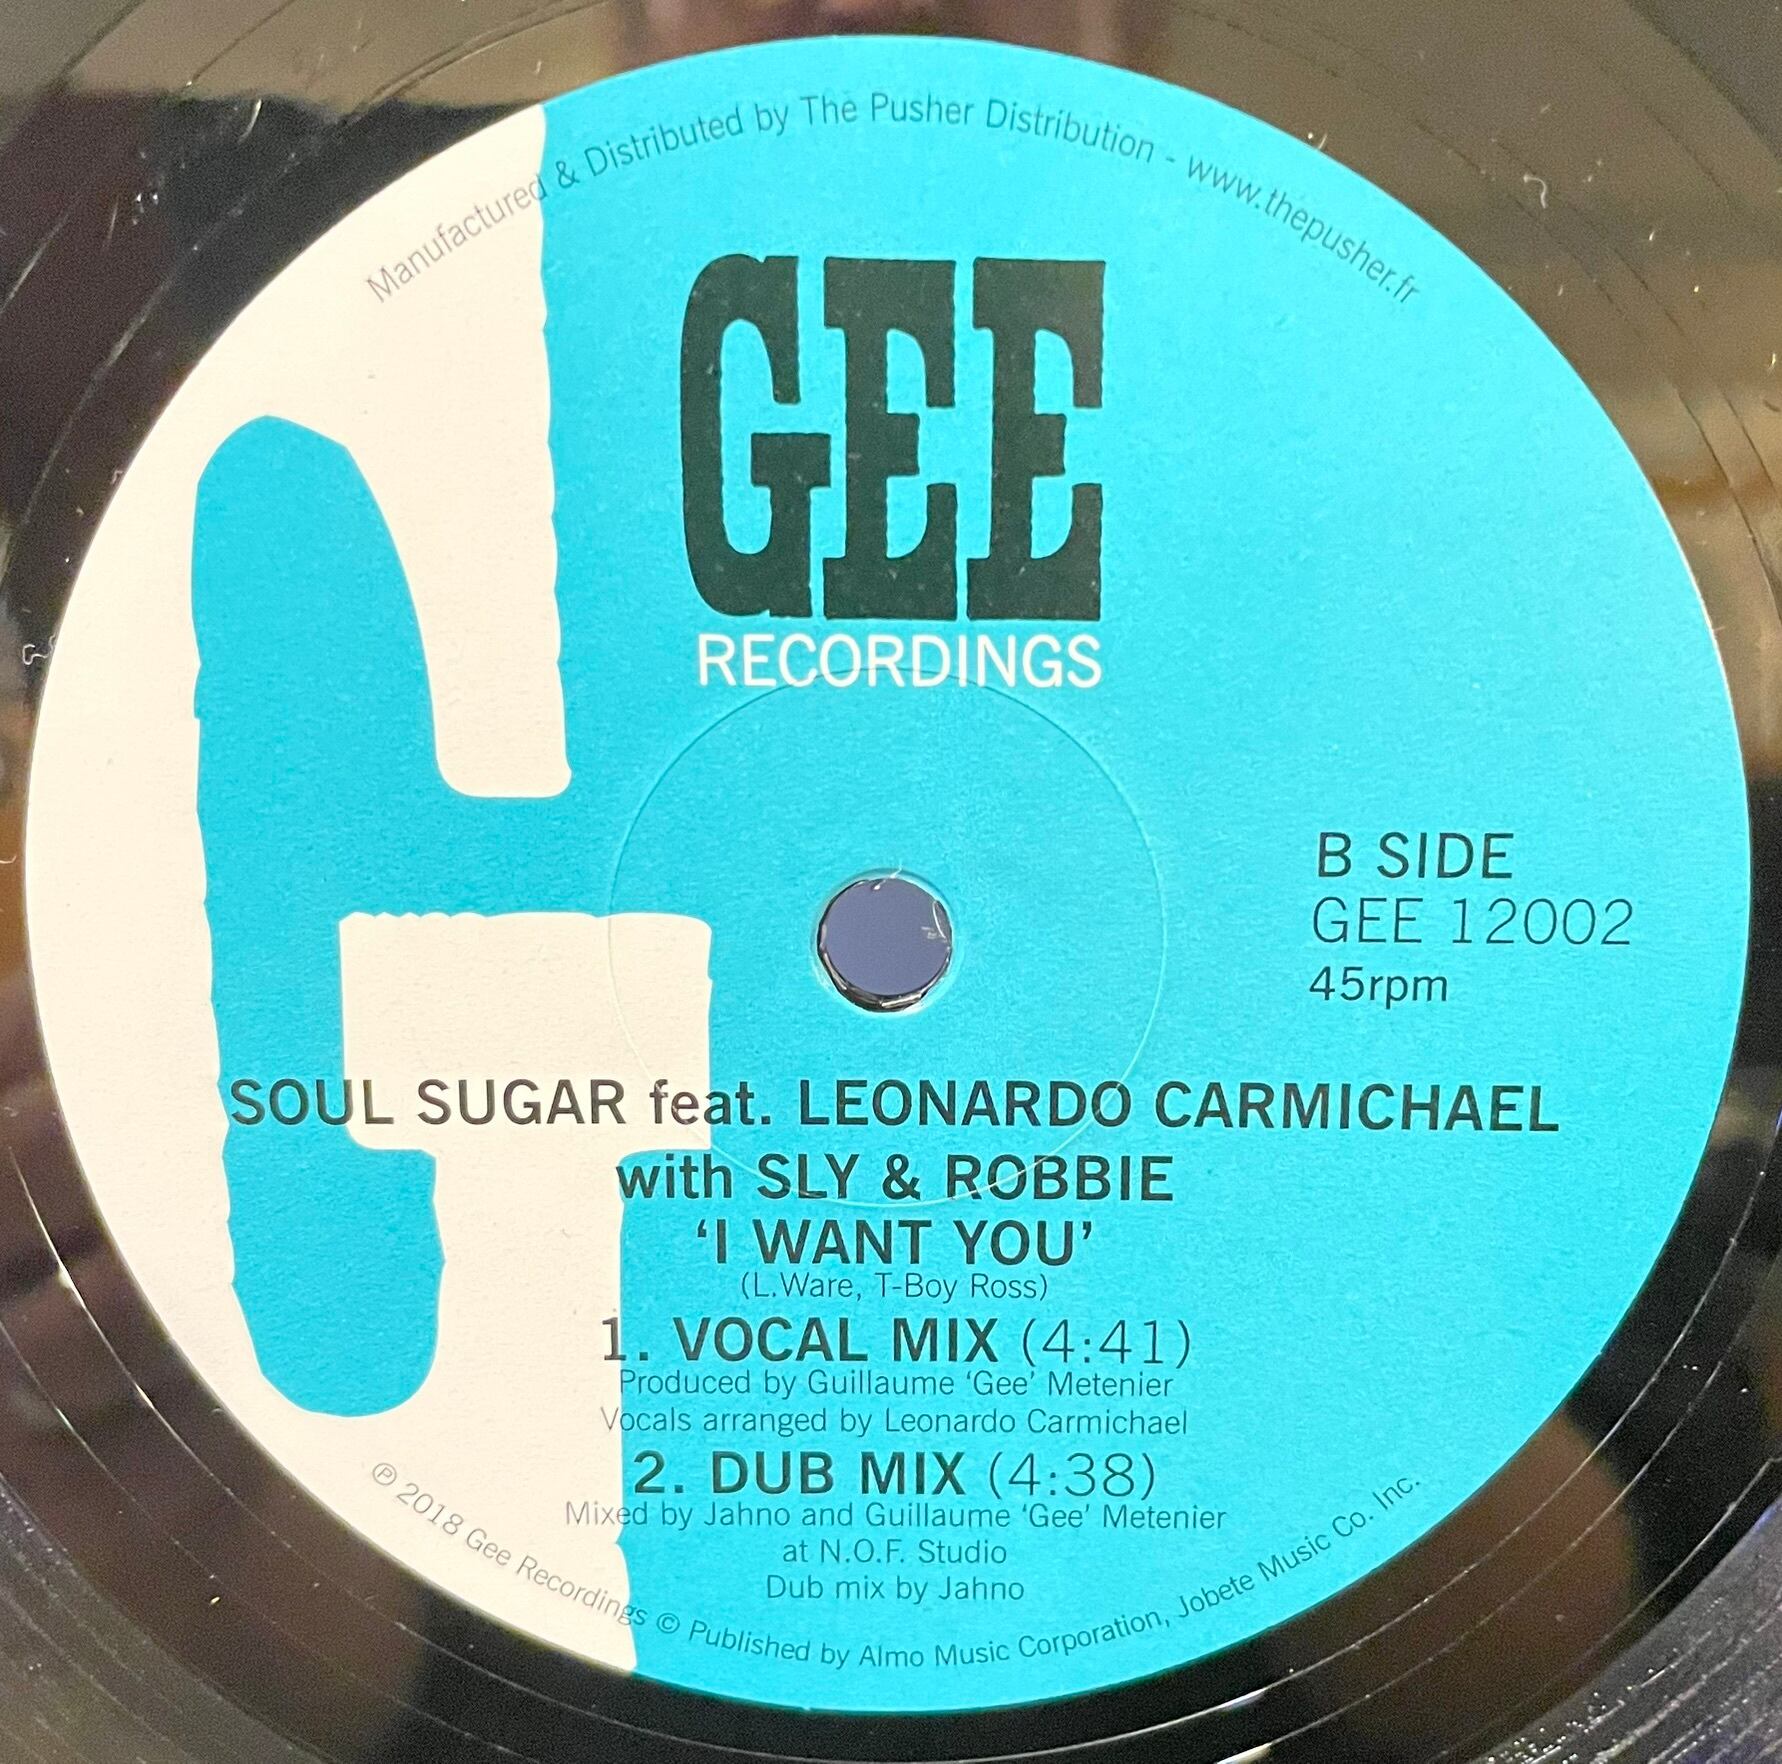 Manufactured & Distributed by The Pusher Distribution - www.thepusher.fr
GEE
RECORDINGS
B SIDE
GEE 12002
45rpm
SOUL SUGAR feat. LEONARDO CARMICHAEL
with SLY & ROBBIE
‘I WANT YOU’
(L.Ware, T-Boy Ross)
1. VOCAL MIX (4:41)
Produced by Guillaume ‘Gee’ Metenier
Vocals arranged by Leonardo Carmichael
2. DUB MIX (4:38)
Mixed by Jahno and Guillaume ‘Gee’ Metenier
at N.O.F. Studio
Dub mix by Jahno
℗ 2018 Gee Recordings © Published by Almo Music Corporation, Jobete Music Co. Inc.